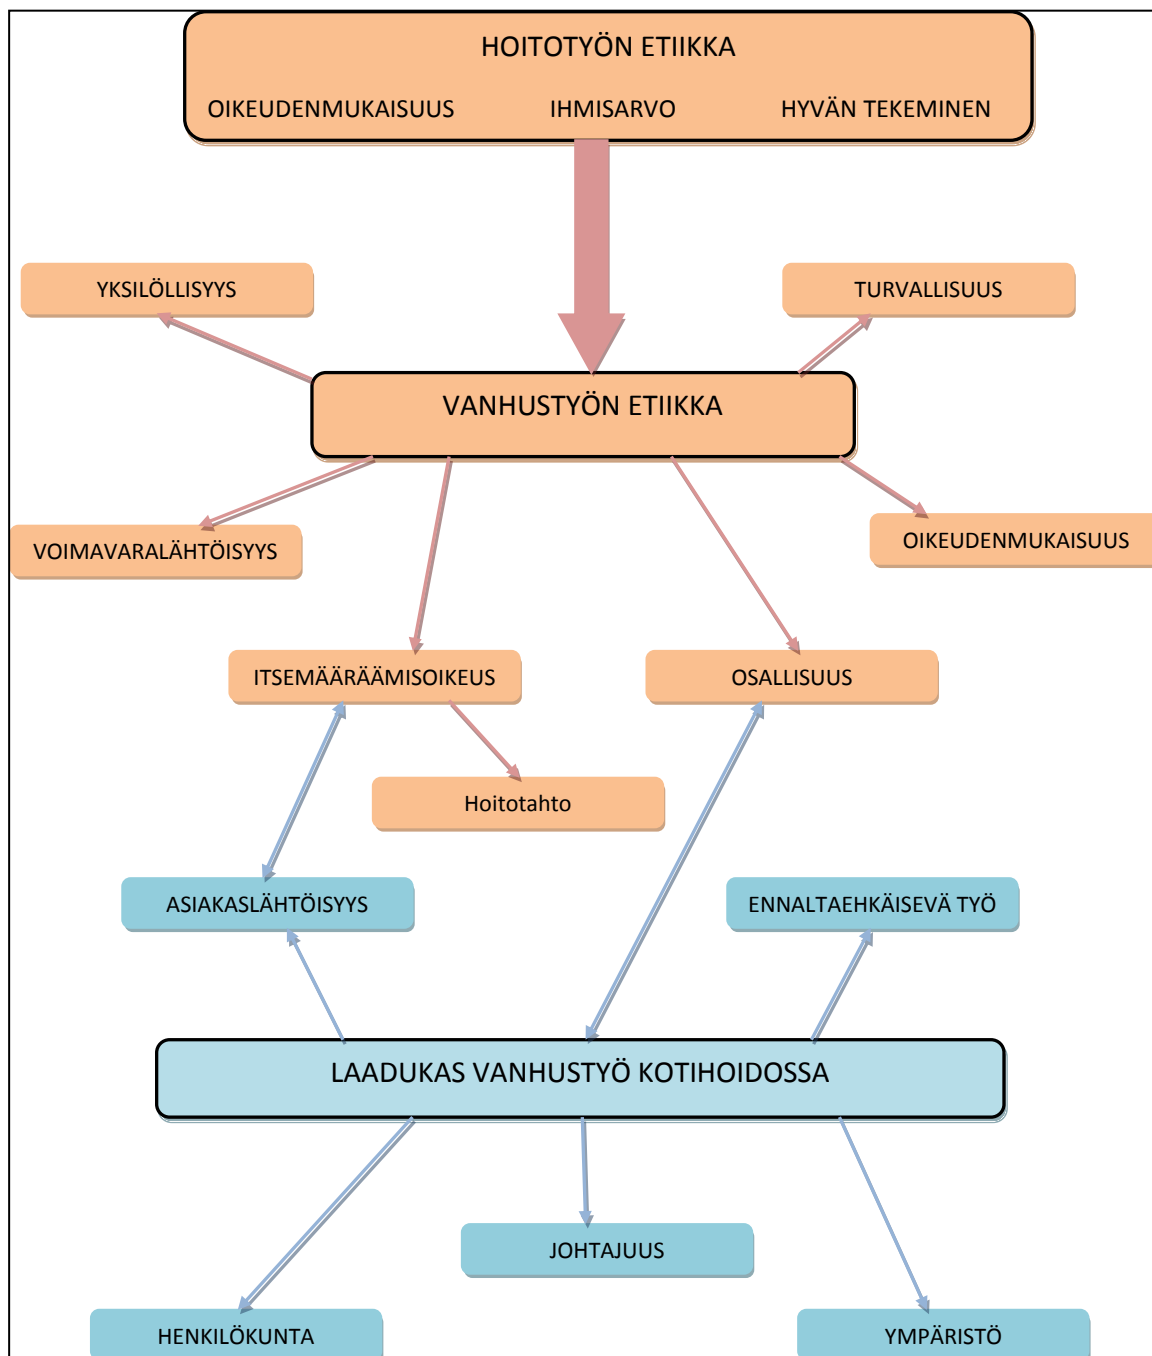 HOITOTYÖN ETIIKKA
OIKEUDENMUKAISUUS IHMISARVO HYVÄN TEKEMINEN
YKSILÖLLISYYS
TURVALLISUUS
VANHUSTYÖN ETIIKKA
VOIMAVARALÄHTÖISYYS
OIKEUDENMUKAISUUS
ITSEMÄÄRÄÄMISOIKEUS
OSALLISUUS
Hoitotahto
ASIAKASLÄHTÖISYYS
ENNALTAEHKÄISEVÄ TYÖ
LAADUKAS VANHUSTYÖ KOTIHOIDOSSA
JOHTAJUUS
HENKILÖKUNTA
YMPÄRISTÖ